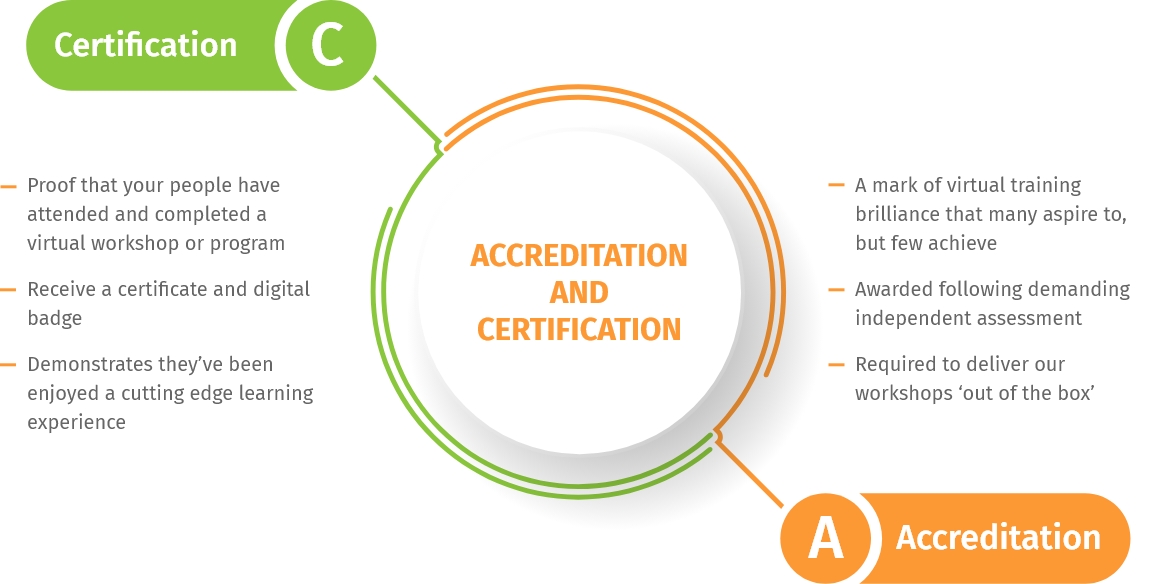 Certification
C
– Proof that your people have
attended and completed a
virtual workshop or program
– Receive a certificate and digital
badge
– Demonstrates they’ve been
enjoyed a cutting edge learning
experience
ACCREDITATION
AND
CERTIFICATION
– A mark of virtual training
brilliance that many aspire to,
but few achieve
– Awarded following demanding
independent assessment
– Required to deliver our
workshops ‘out of the box’
A
Accreditation